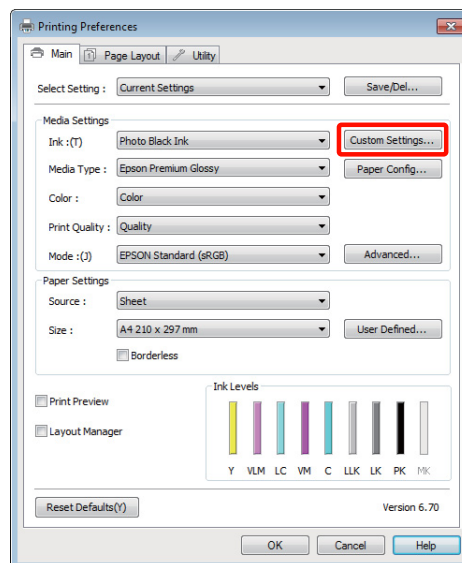 Printing Preferences
Main Page Layout Utility
Select Setting : Current Settings Save/Del...
Media Settings
Ink :(T) Photo Black Ink Custom Settings...
Media Type : Epson Premium Glossy Paper Config...
Color : Color
Print Quality : Quality
Mode :(J) EPSON Standard (sRGB) Advanced...
Paper Settings
Source : Sheet
Size : A4 210 x 297 mm User Defined...
Borderless
Ink Levels
Print Preview
Layout Manager
Y VLM LC VM C LLK LK PK MK
Reset Defaults(Y) Version 6.70
OK Cancel Help